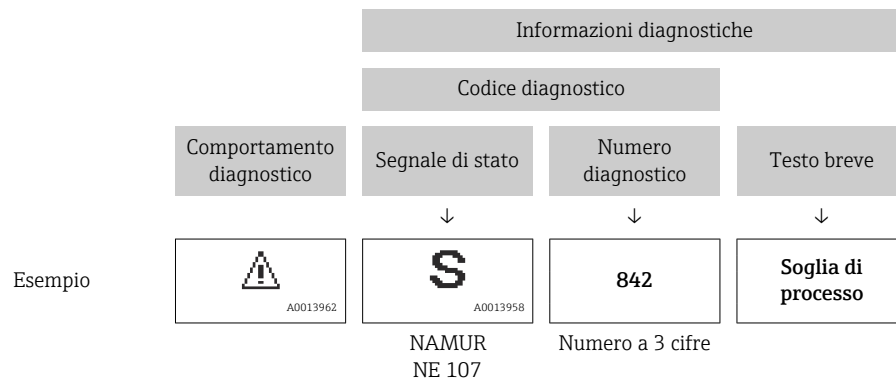 Informazioni diagnostiche
Codice diagnostico
Comportamento
diagnostico
Segnale di stato
Numero
diagnostico
Testo breve
↓ ↓ ↓
Esempio
A0013962
S
A0013958
842
Soglia di
processo
NAMUR
NE 107
Numero a 3 cifre